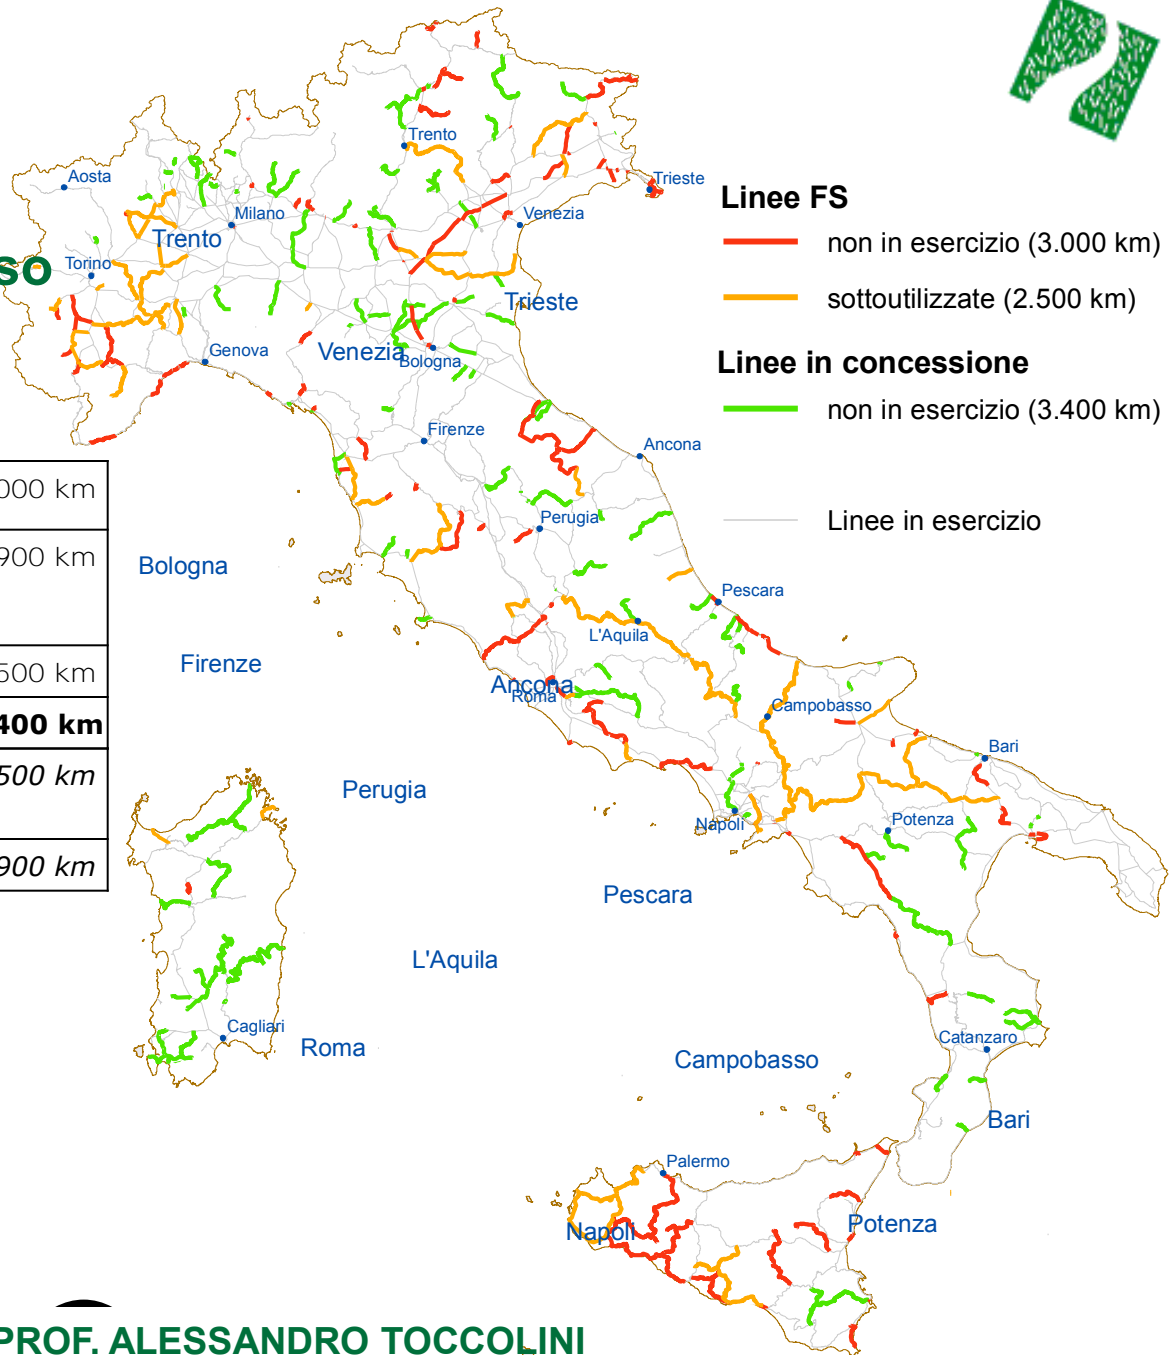 Trento
Aosta
Trieste
Linee FS
Milano
Venezia
Trento
non in esercizio (3.000 km)
so
Torino
Trieste
sottoutilizzate (2.500 km)
Genova
Venezia
Bologna
Linee in concessione
non in esercizio (3.400 km)
Firenze
Ancona
000 km
Perugia
Linee in esercizio
900 km
Bologna
Pescara
L'Aquila
Firenze
500 km
Ancona
Roma
Campobasso
400 km
Bari
500 km
Perugia
Napoli
Potenza
900 km
Pescara
L'Aquila
Cagliari
Roma
Catanzaro
Campobasso
Bari
Palermo
Napoli
Potenza
PROF. ALESSANDRO TOCCOLINI